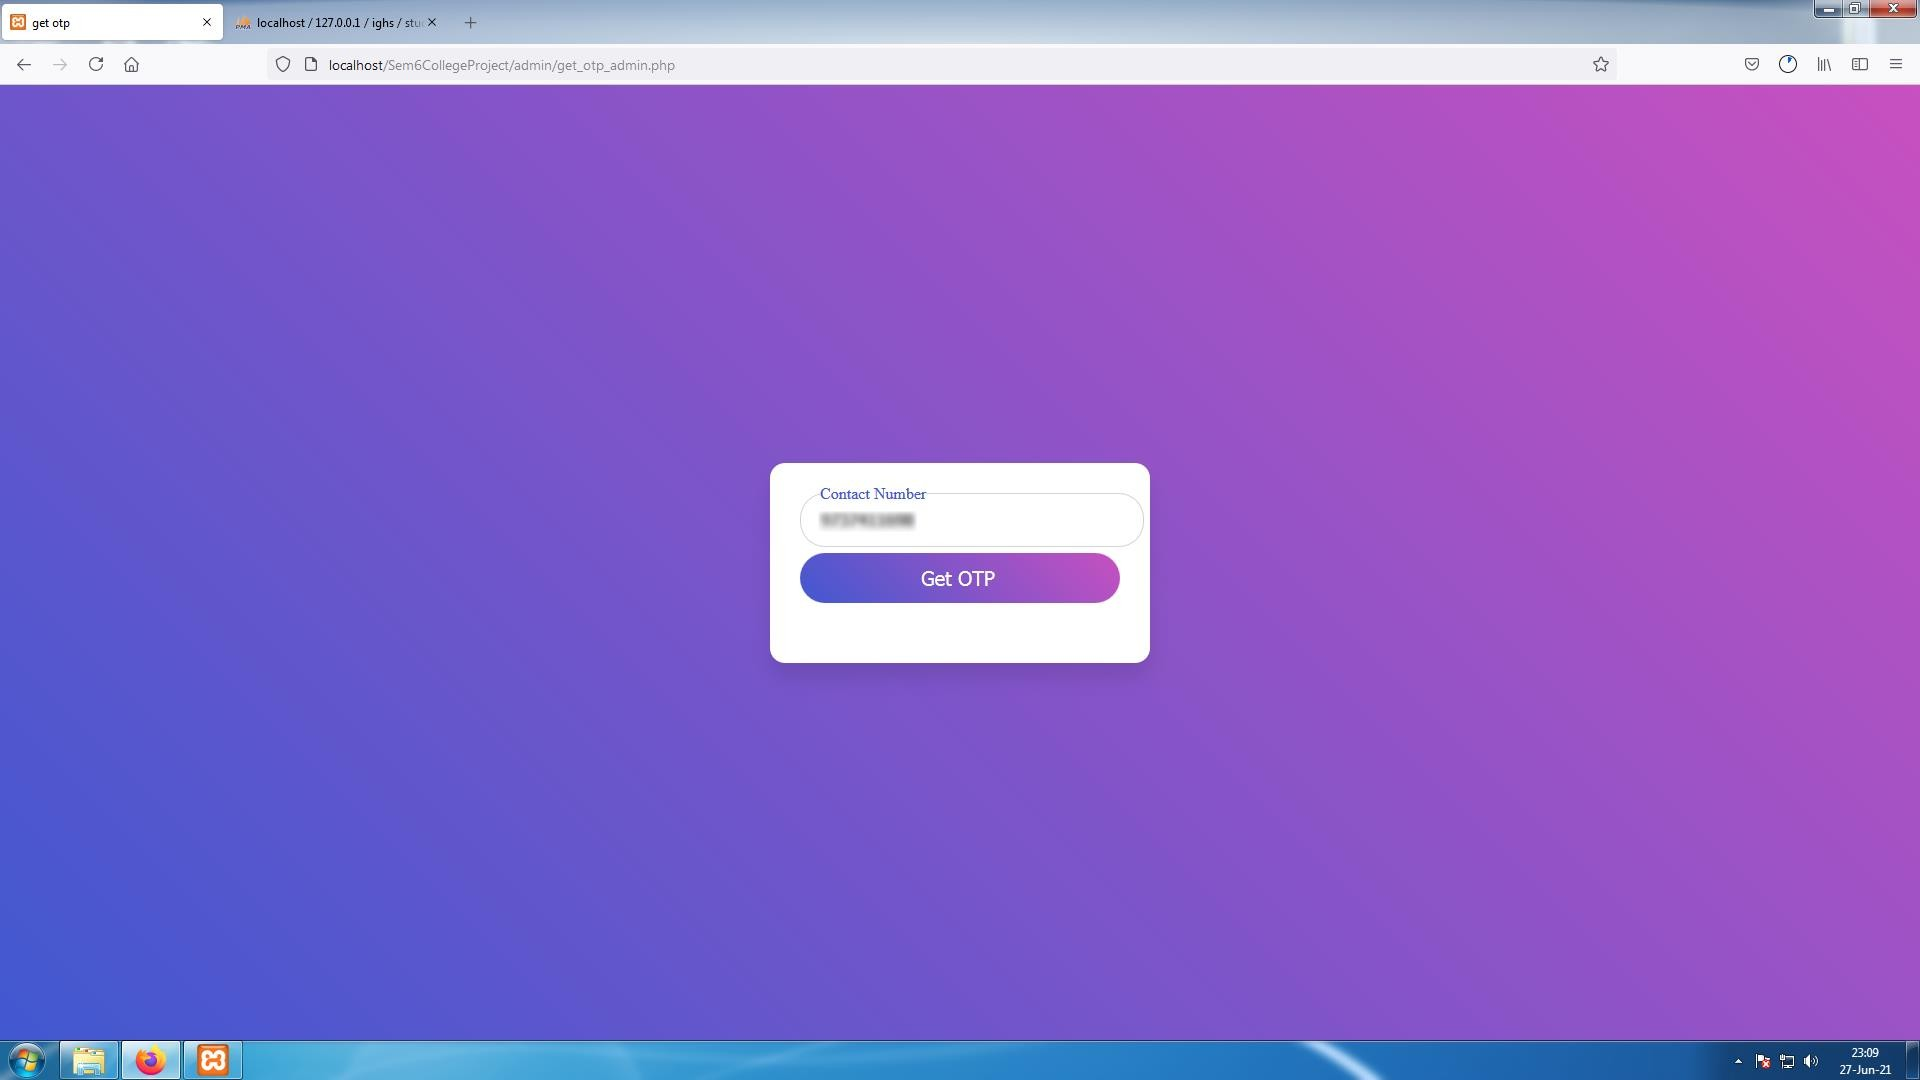 get otp
localhost / 127.0.0.1 / ighs / stu
localhost/Sem6CollegeProject/admin/get_otp_admin.php
Contact Number
Get OTP
23:09
27-Jun-21